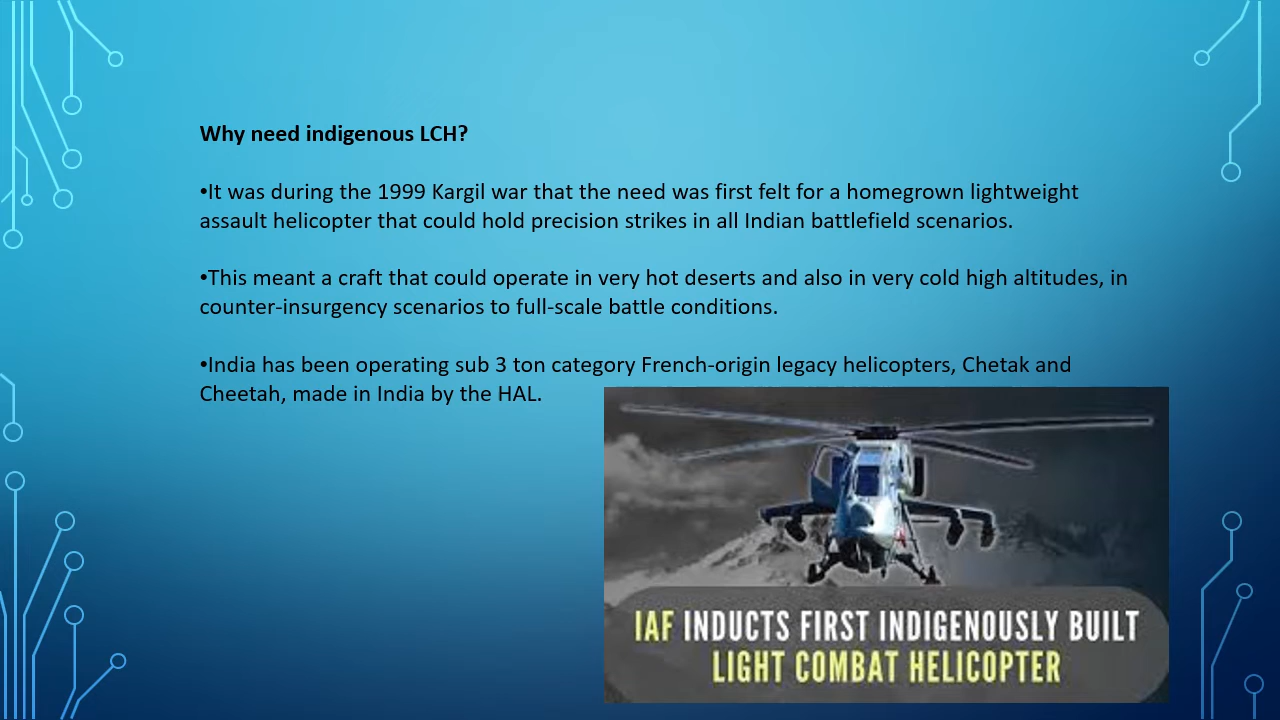 Why need indigenous LCH?
•It was during the 1999 Kargil war that the need was first felt for a homegrown lightweight
assault helicopter that could hold precision strikes in all Indian battlefield scenarios.
•This meant a craft that could operate in very hot deserts and also in very cold high altitudes, in
counter-insurgency scenarios to full-scale battle conditions.
•India has been operating sub 3 ton category French-origin legacy helicopters, Chetak and
Cheetah, made in India by the HAL.
IAF INDUCTS FIRST INDIGENOUSLY BUILT
LIGHT COMBAT HELICOPTER